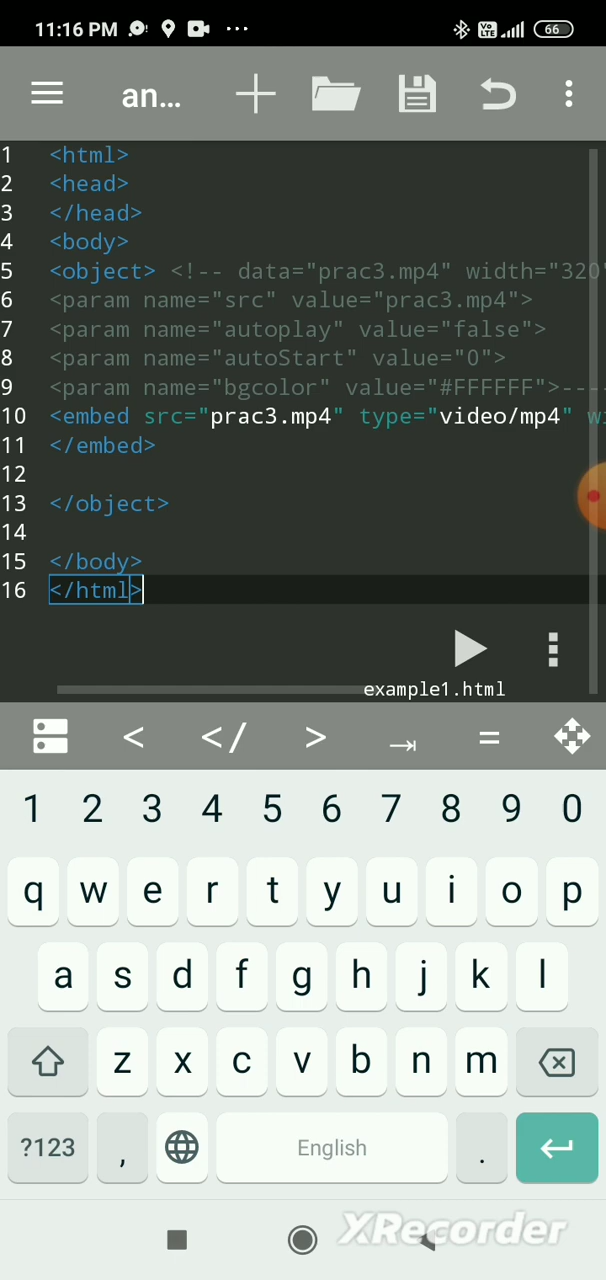 11:16 PM ... Vo LTE 66
an...
1 <html>
2 <head>
3 </head>
4 <body>
5 <object> <!-- data="prac3.mp4" width="320"
6 <param name="src" value="prac3.mp4">
7 <param name="autoplay" value="false">
8 <param name="autoStart" value="0">
9 <param name="bgcolor" value="#FFFFFF">----
10 <embed src="prac3.mp4" type="video/mp4" wi
11 </embed>
12
13 </object>
14
15 </body>
16 </html>
example1.html
< </ > =
1 2 3 4 5 6 7 8 9 0
q w e r t y u i o p
a s d f g h j k l
z x c v b n m
?123 , English .
XRecorder